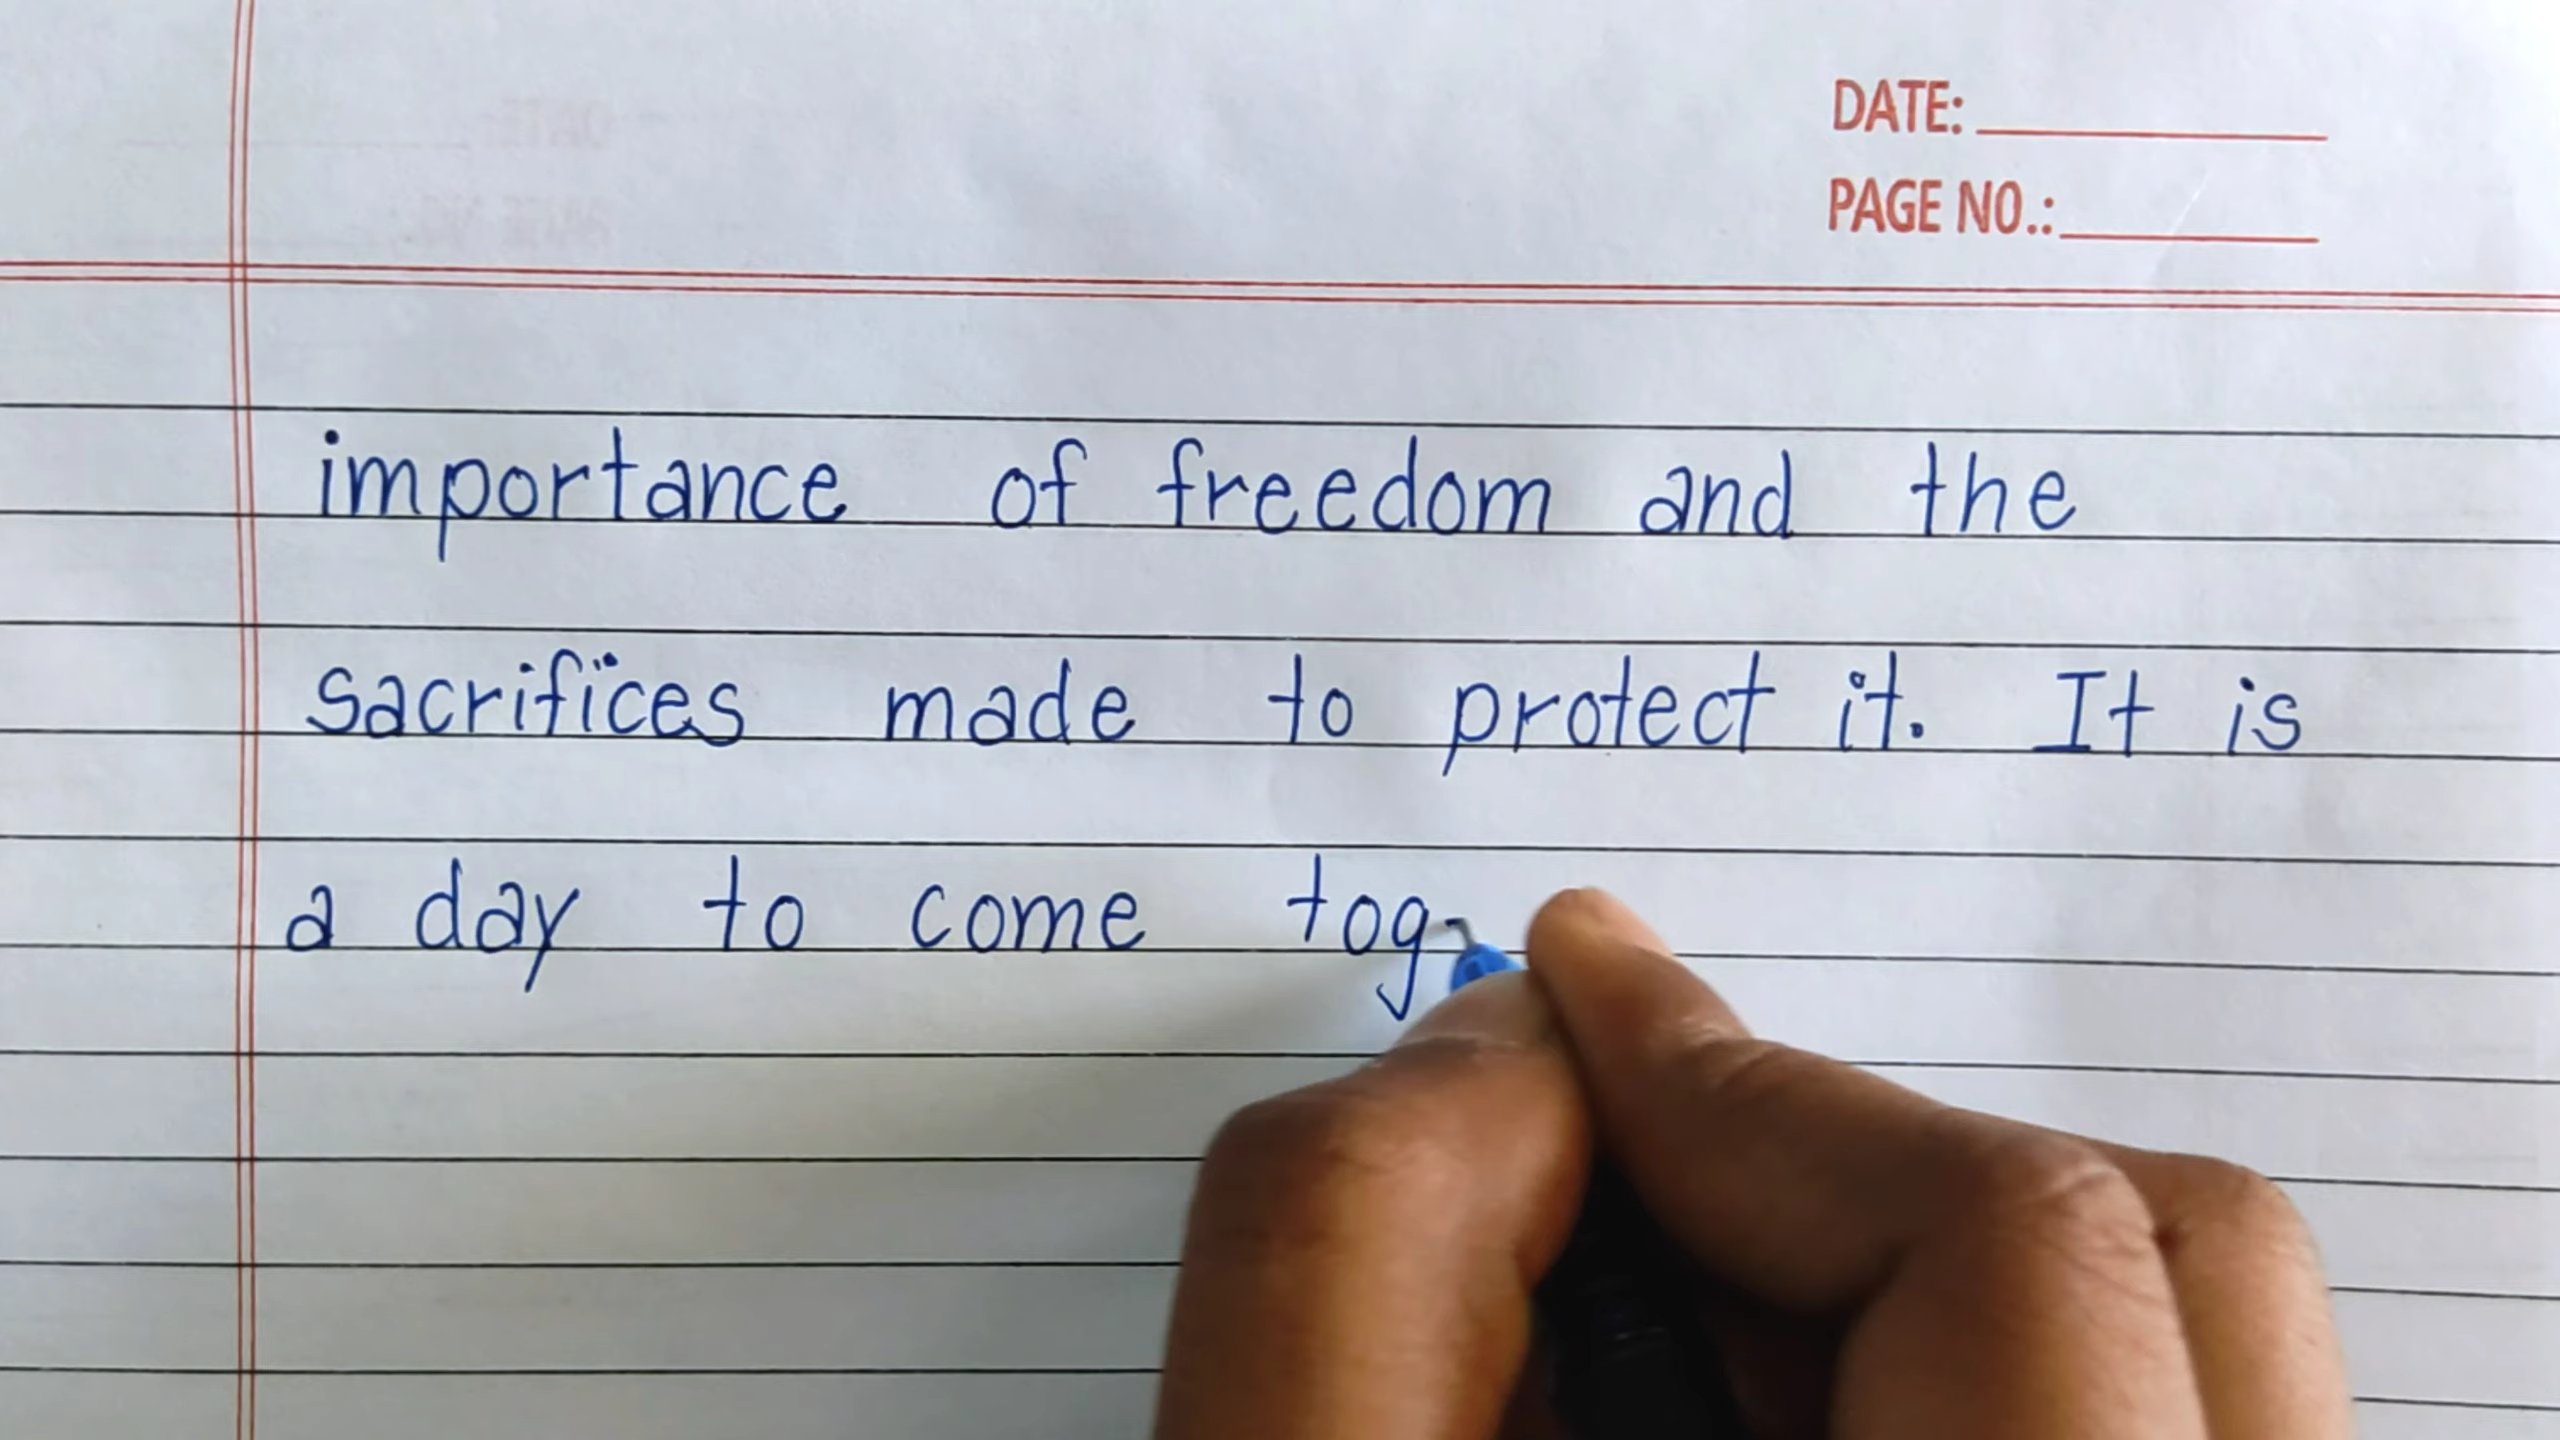 DATE:
PAGE NO.:
importance of freedom and the
sacrifices made to protect it. It is
a day to come tog